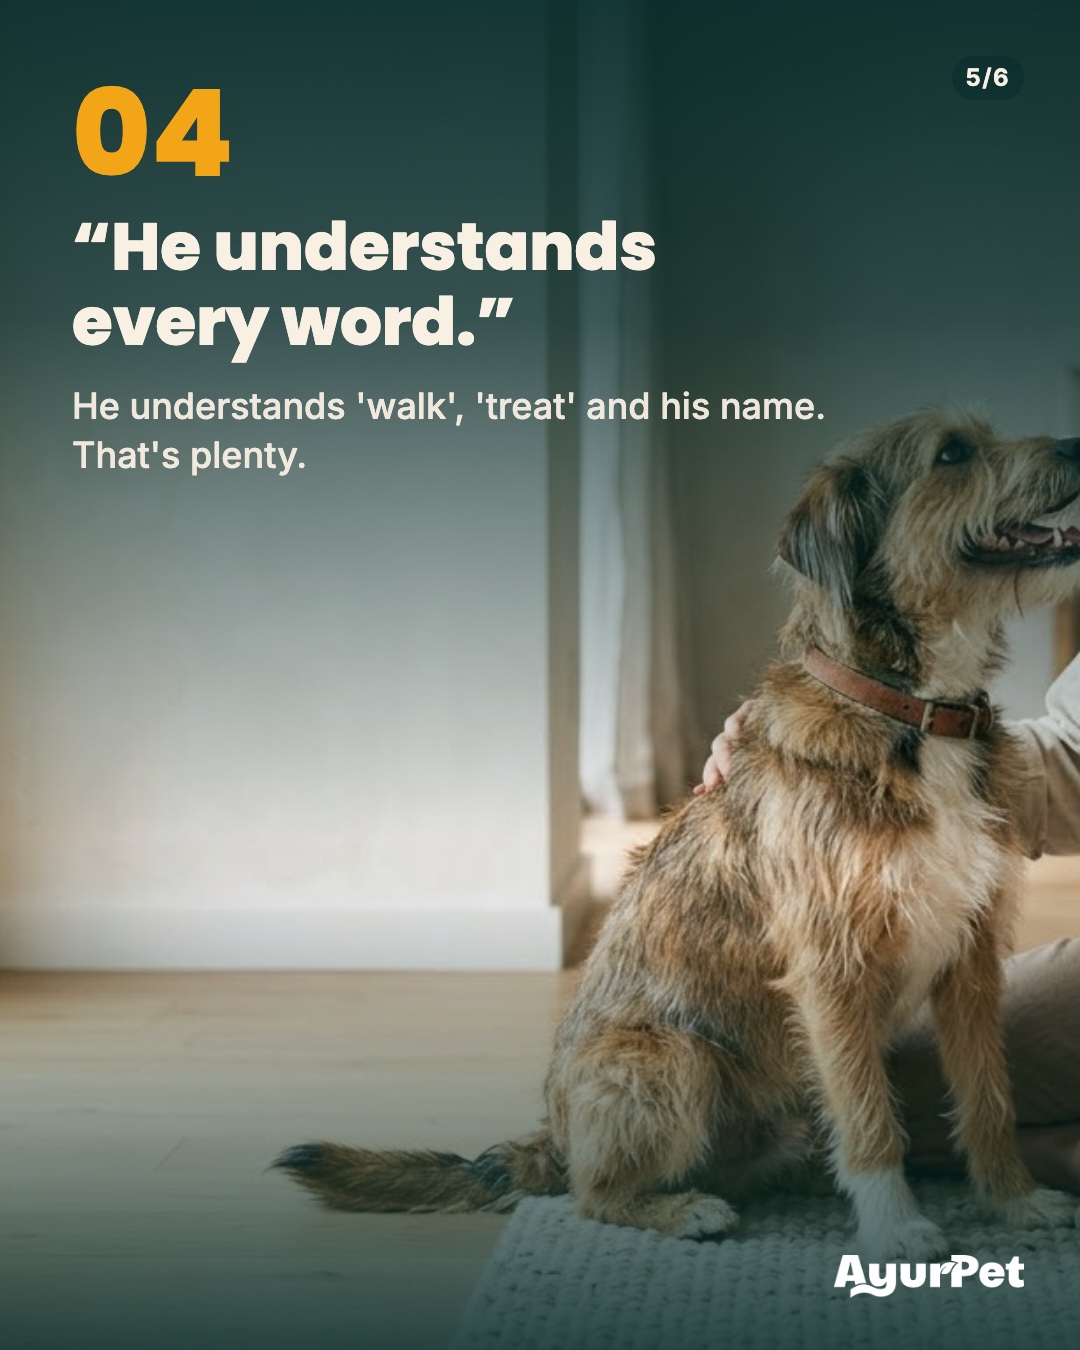 5/6
04
“He understands
every word.”
He understands 'walk', 'treat' and his name.
That's plenty.
AyurPet